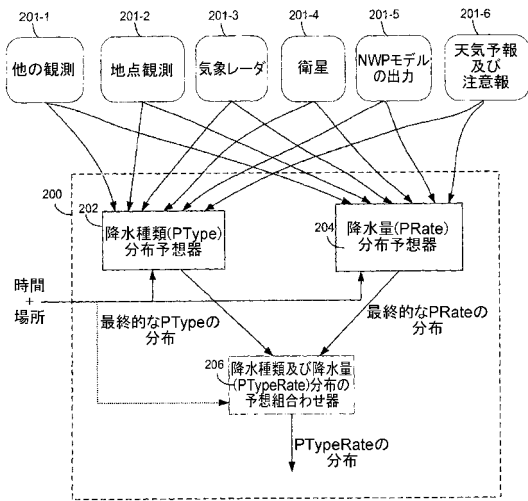 201-1
201-2
201-3
201-4
201-5
201-6
他の観測
地点観測
気象レーダ
衛星
NWPモデル
の出力
天気予報
及び
注意報
200
202
降水種類(PType)
分布予想器
204
降水量(PRate)
分布予想器
時間
+
場所
最終的なPTypeの
分布
最終的なPRateの
分布
206
降水種類及び降水量
(PTypeRate)分布の
予想組合わせ器
PTypeRateの
分布